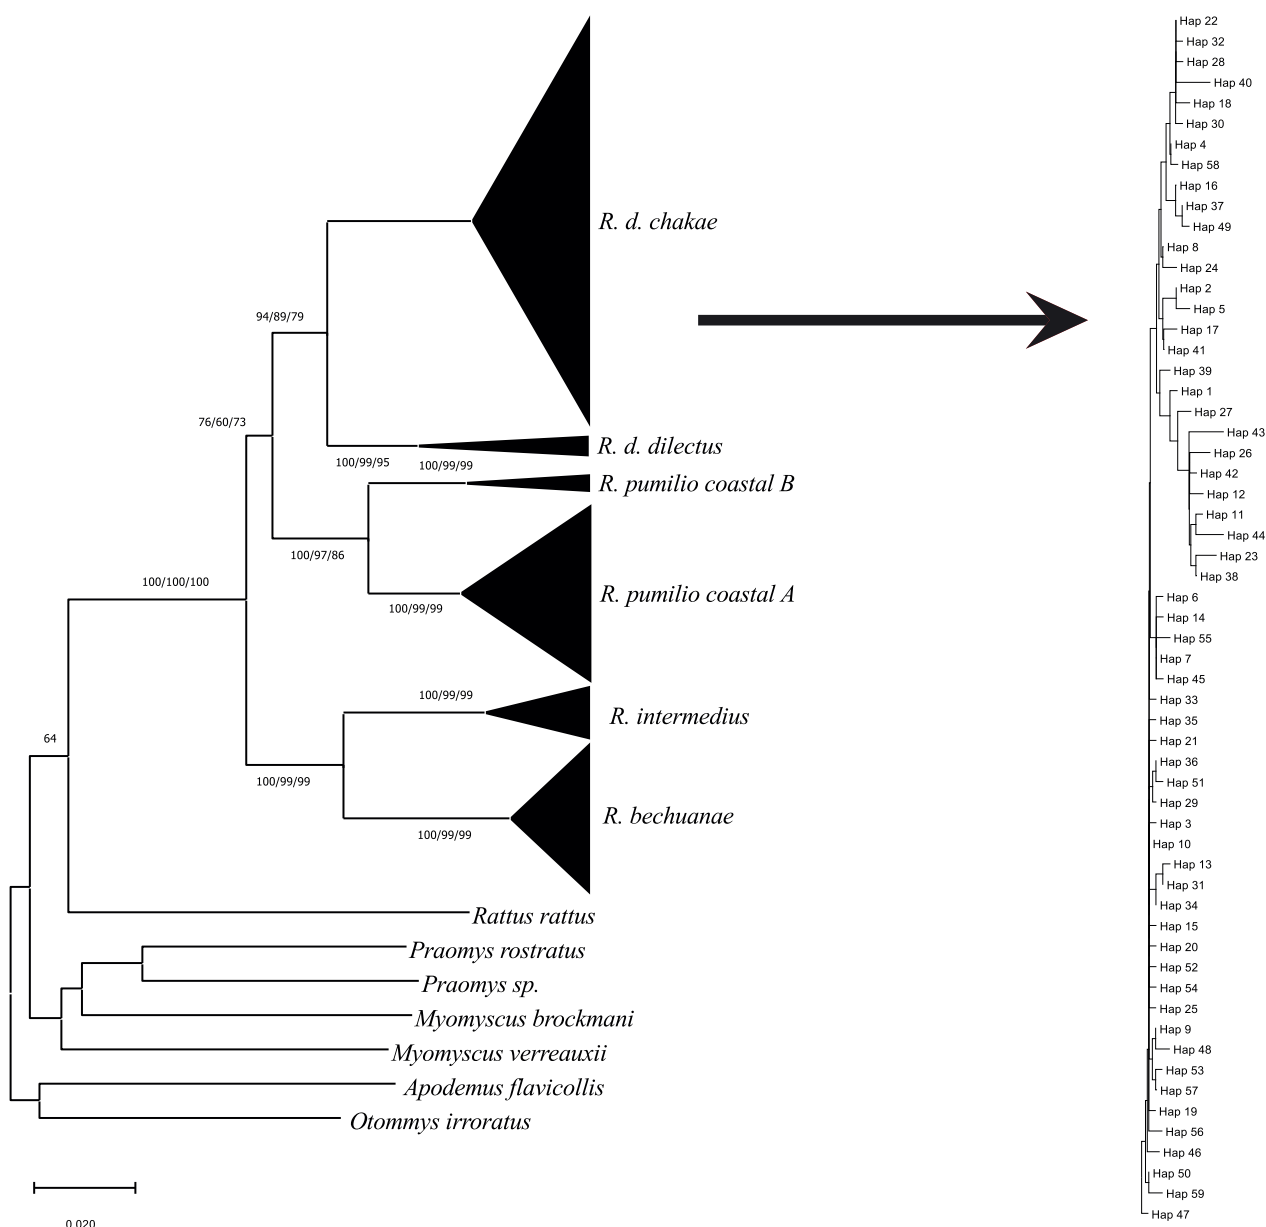 R. d. chakae
94/89/79
76/60/73
R. d. dilectus
100/99/95
100/99/99
R. pumilio coastal B
100/97/86
100/100/100
R. pumilio coastal A
100/99/99
100/99/99
R. intermedius
64
100/99/99
R. bechuanae
100/99/99
Rattus rattus
Praomys rostratus
Praomys sp.
Myomyscus brockmani
Myomyscus verreauxii
Apodemus flavicollis
Otommys irroratus
0.020
Hap 22
Hap 32
Hap 28
Hap 40
Hap 18
Hap 30
Hap 4
Hap 58
Hap 16
Hap 37
Hap 49
Hap 8
Hap 24
Hap 2
Hap 5
Hap 17
Hap 41
Hap 39
Hap 1
Hap 27
Hap 43
Hap 26
Hap 42
Hap 12
Hap 11
Hap 44
Hap 23
Hap 38
Hap 6
Hap 14
Hap 55
Hap 7
Hap 45
Hap 33
Hap 35
Hap 21
Hap 36
Hap 51
Hap 29
Hap 3
Hap 10
Hap 13
Hap 31
Hap 34
Hap 15
Hap 20
Hap 52
Hap 54
Hap 25
Hap 9
Hap 48
Hap 53
Hap 57
Hap 19
Hap 56
Hap 46
Hap 50
Hap 59
Hap 47